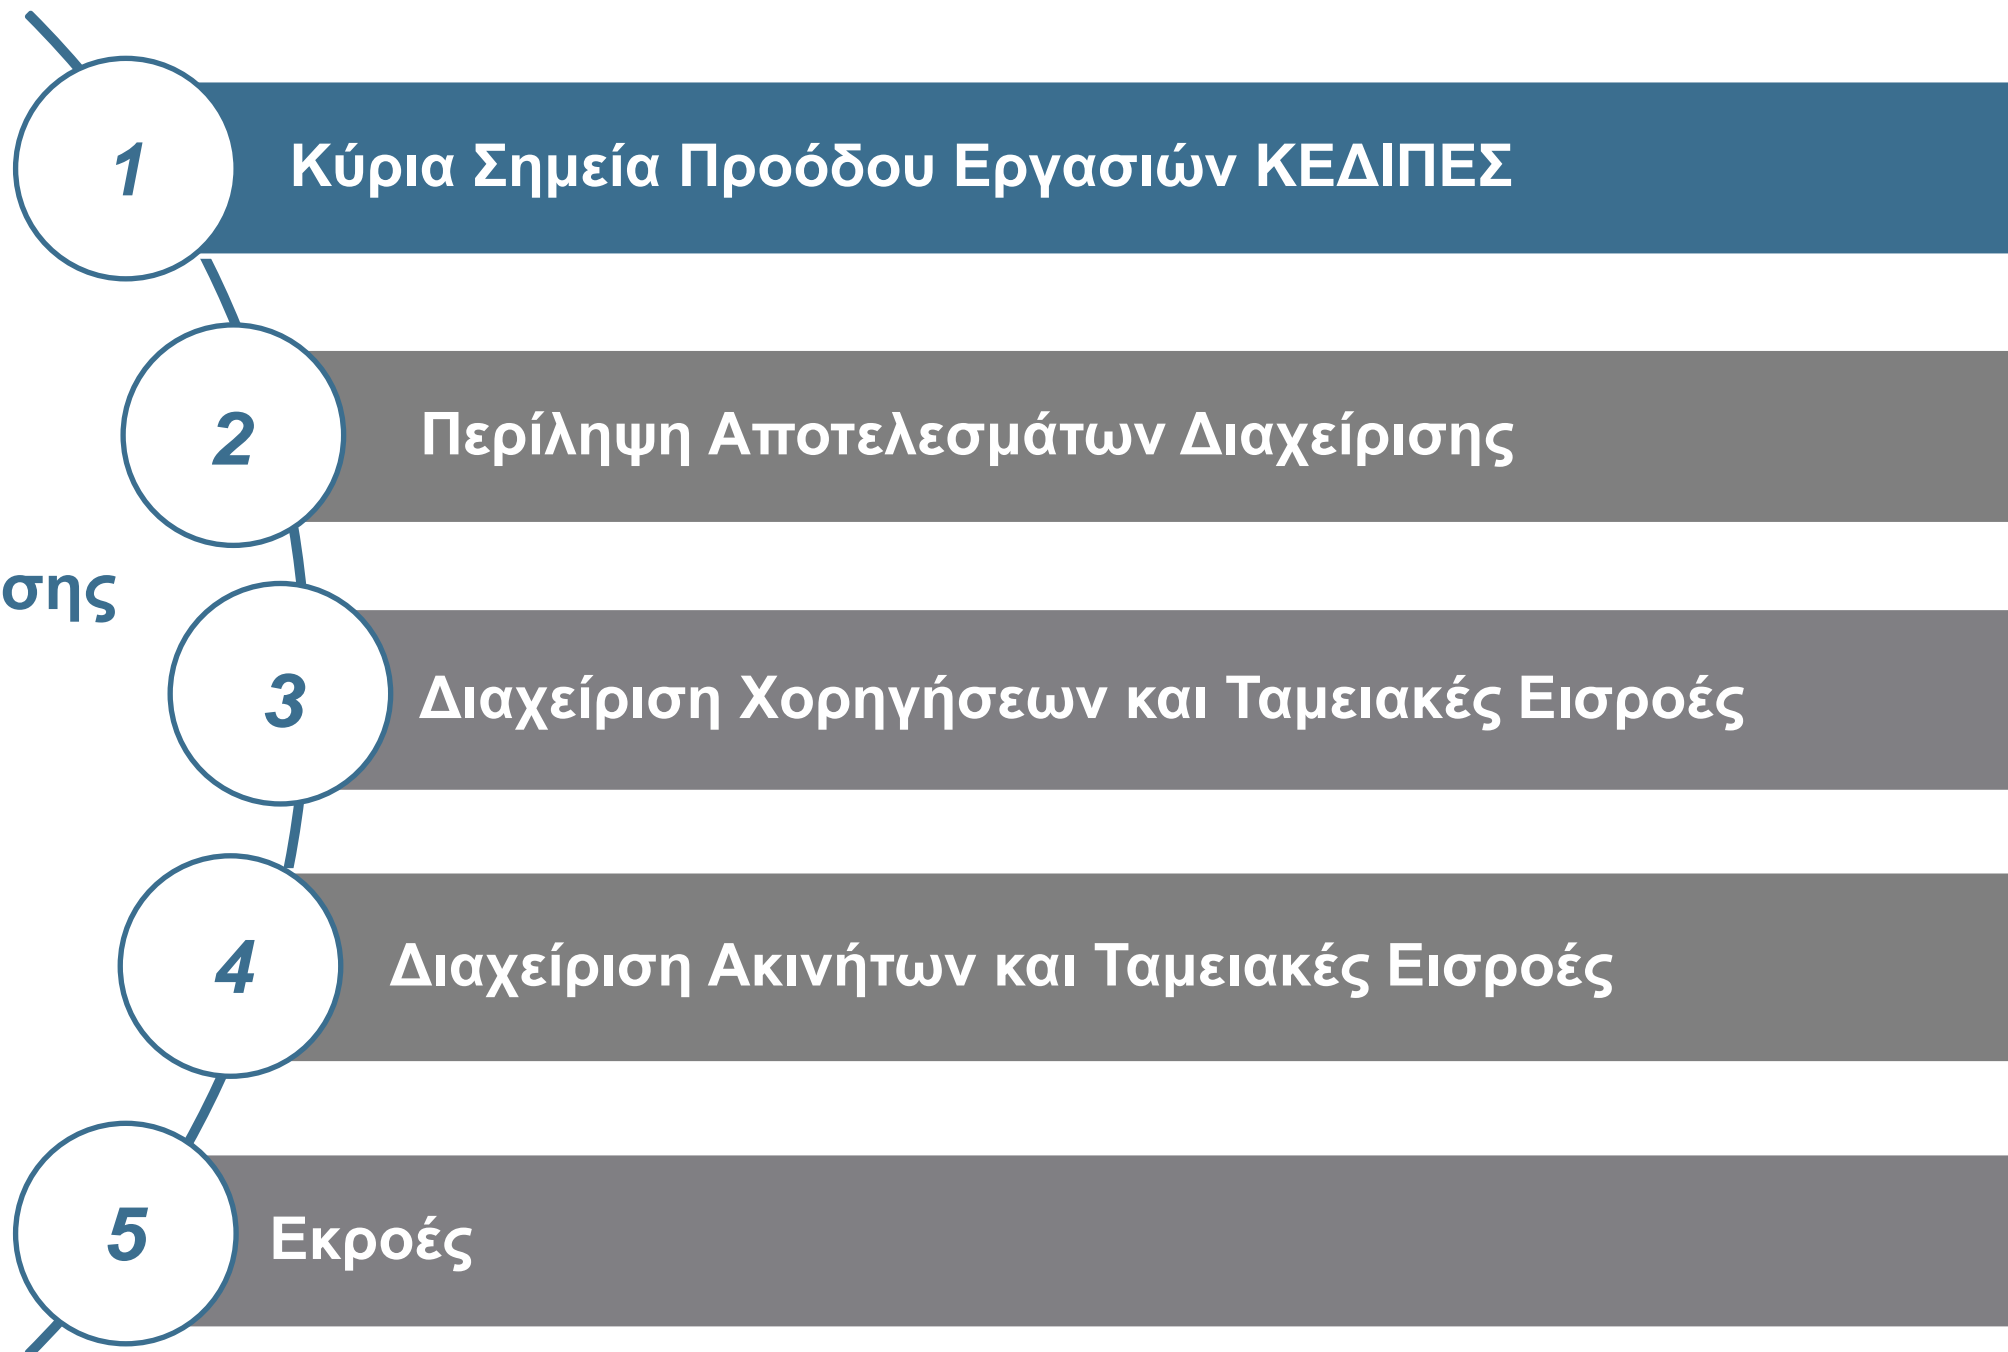 1
Κύρια Σημεία Προόδου Εργασιών ΚΕΔΙΠΕΣ
2
Περίληψη Αποτελεσμάτων Διαχείρισης
σης
3
Διαχείριση Χορηγήσεων και Ταμειακές Εισροές
4
Διαχείριση Ακινήτων και Ταμειακές Εισροές
5
Εκροές